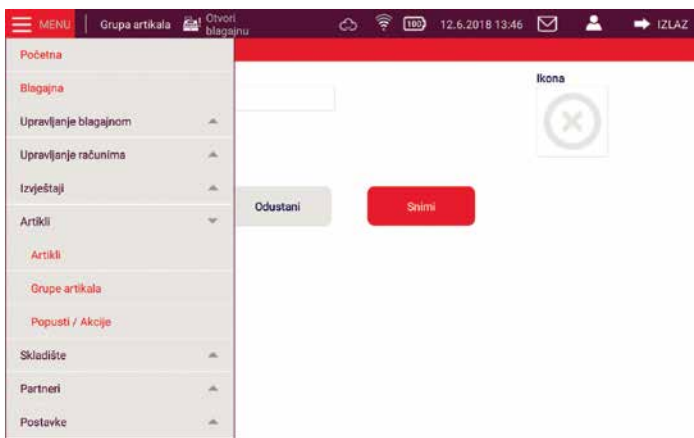 MENU
Grupa artikala
Otvori
blagajnu
100
12.6.2018 13:46
IZLAZ
Početna
Blagajna
Upravljanje blagajnom
Upravljanje računima
Izvještaji
Artikli
Artikli
Grupe artikala
Popusti / Akcije
Skladište
Partneri
Postavke
Ikona
Odustani
Snimi